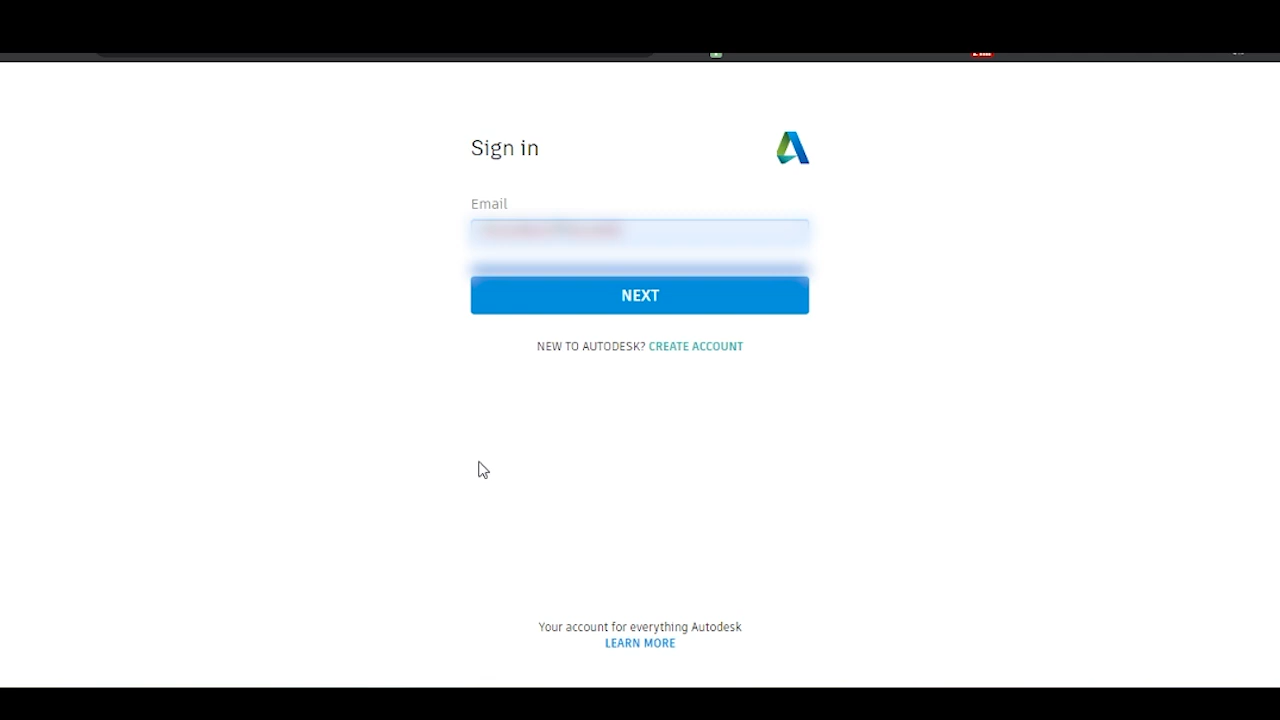 Sign in
Email
NEXT
NEW TO AUTODESK? CREATE ACCOUNT
Your account for everything Autodesk
LEARN MORE